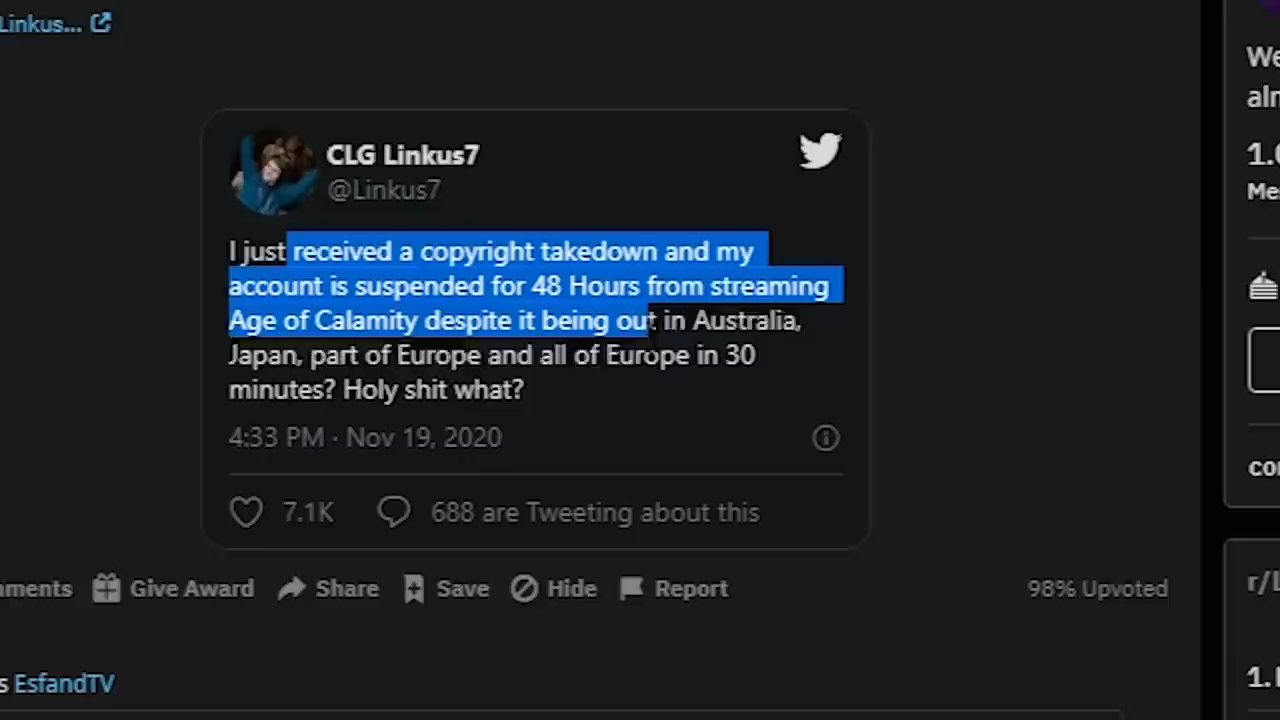 Linkus...
We
CLG Linkus7
@Linkus7
I just received a copyright takedown and my
account is suspended for 48 Hours from streaming
Age of Calamity despite it being out in Australia,
Japan, part of Europe and all of Europe in 30
minutes? Holy shit what?
4:33 PM · Nov 19, 2020
7.1K 688 are Tweeting about this
ments Give Award Share Save Hide Report 98% Upvoted
s EsfandTV
r/L
1.